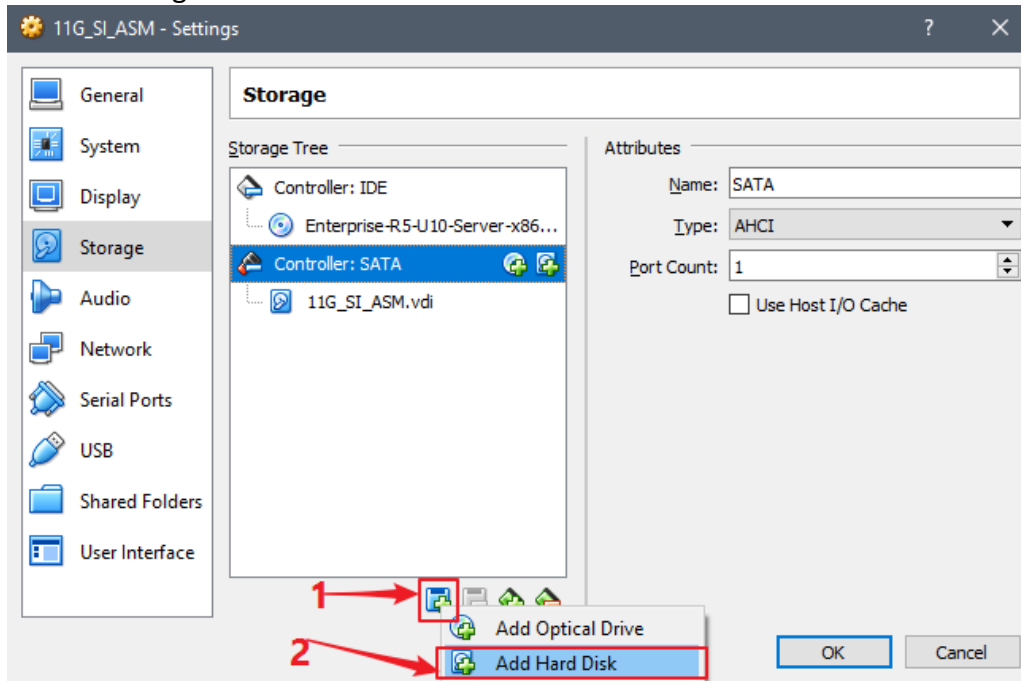 11G_SI_ASM - Settings
?
General
System
Display
Storage
Audio
Network
Serial Ports
USB
Shared Folders
User Interface
Storage
Storage Tree
Controller: IDE
Enterprise-R5-U10-Server-x86...
Controller: SATA
11G_SI_ASM.vdi
Attributes
Name: SATA
Type: AHCI
Port Count: 1
Use Host I/O Cache
1
2
Add Optical Drive
Add Hard Disk
OK
Cancel